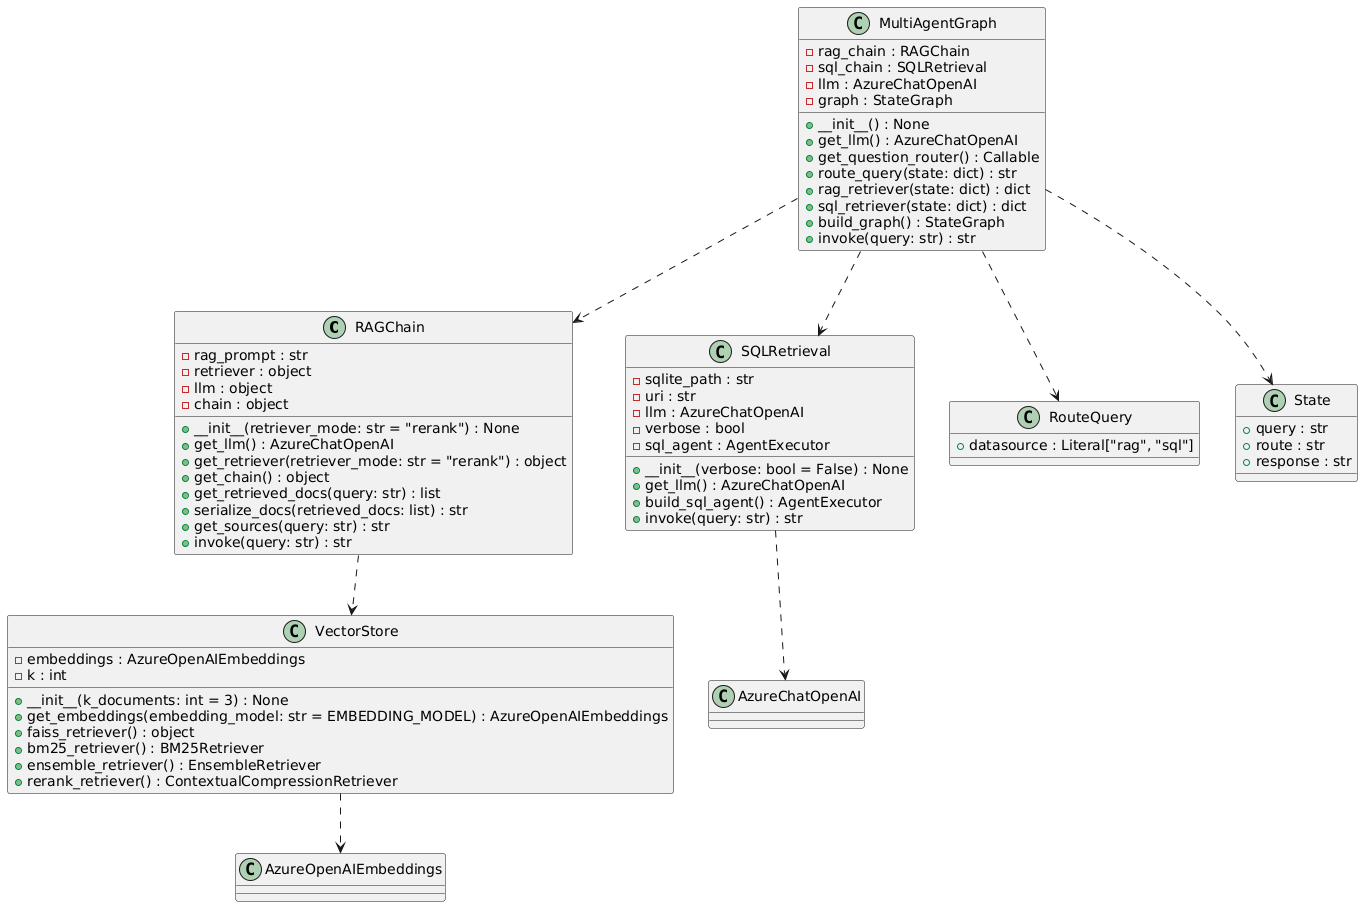 C MultiAgentGraph
rag_chain : RAGChain
sql_chain : SQLRetrieval
llm : AzureChatOpenAI
graph : StateGraph
__init__() : None
get_llm() : AzureChatOpenAI
get_question_router() : Callable
route_query(state: dict) : str
rag_retriever(state: dict) : dict
sql_retriever(state: dict) : dict
build_graph() : StateGraph
invoke(query: str) : str
C RAGChain
rag_prompt : str
retriever : object
llm : object
chain : object
__init__(retriever_mode: str = "rerank") : None
get_llm() : AzureChatOpenAI
get_retriever(retriever_mode: str = "rerank") : object
get_chain() : object
get_retrieved_docs(query: str) : list
serialize_docs(retrieved_docs: list) : str
get_sources(query: str) : str
invoke(query: str) : str
C SQLRetrieval
sqlite_path : str
uri : str
llm : AzureChatOpenAI
verbose : bool
sql_agent : AgentExecutor
__init__(verbose: bool = False) : None
get_llm() : AzureChatOpenAI
build_sql_agent() : AgentExecutor
invoke(query: str) : str
C RouteQuery
datasource : Literal["rag", "sql"]
C State
query : str
route : str
response : str
C VectorStore
embeddings : AzureOpenAIEmbeddings
k : int
__init__(k_documents: int = 3) : None
get_embeddings(embedding_model: str = EMBEDDING_MODEL) : AzureOpenAIEmbeddings
faiss_retriever() : object
bm25_retriever() : BM25Retriever
ensemble_retriever() : EnsembleRetriever
rerank_retriever() : ContextualCompressionRetriever
C AzureChatOpenAI
C AzureOpenAIEmbeddings